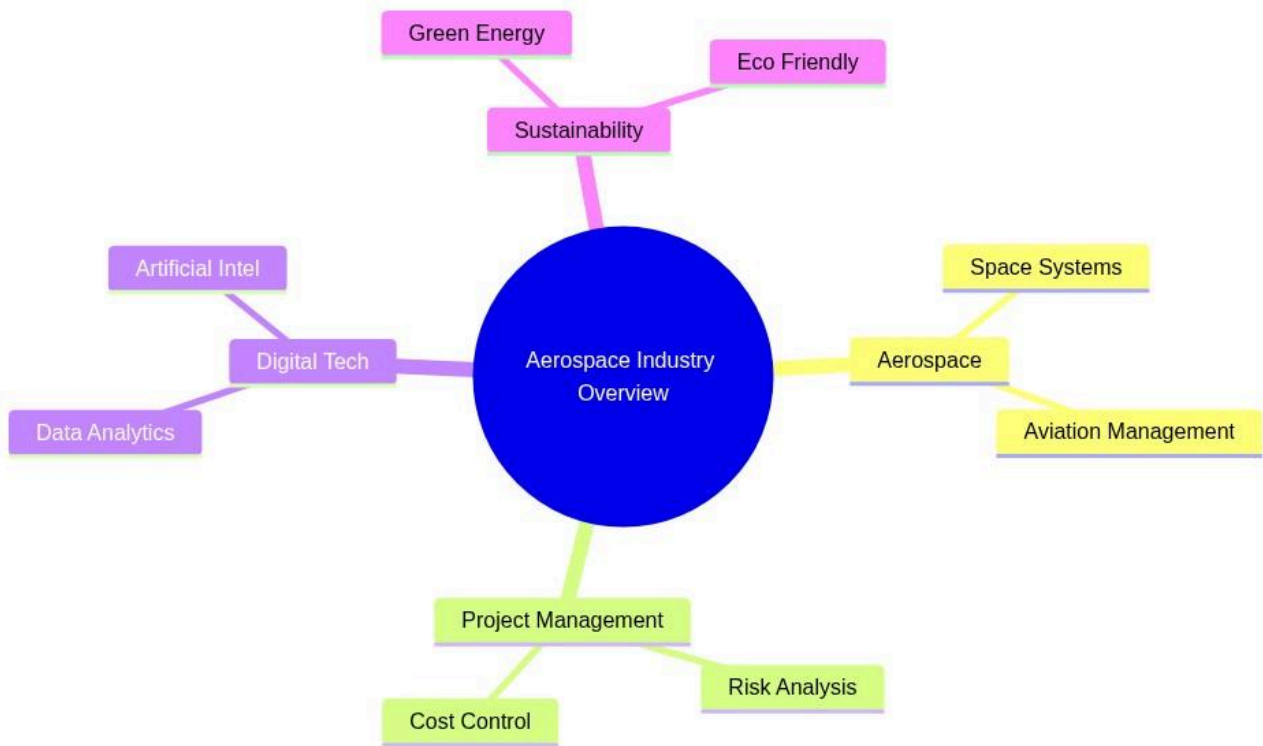 Green Energy
Eco Friendly
Sustainability
Artificial Intel
Space Systems
Digital Tech
Aerospace Industry
Overview
Aerospace
Data Analytics
Aviation Management
Project Management
Risk Analysis
Cost Control